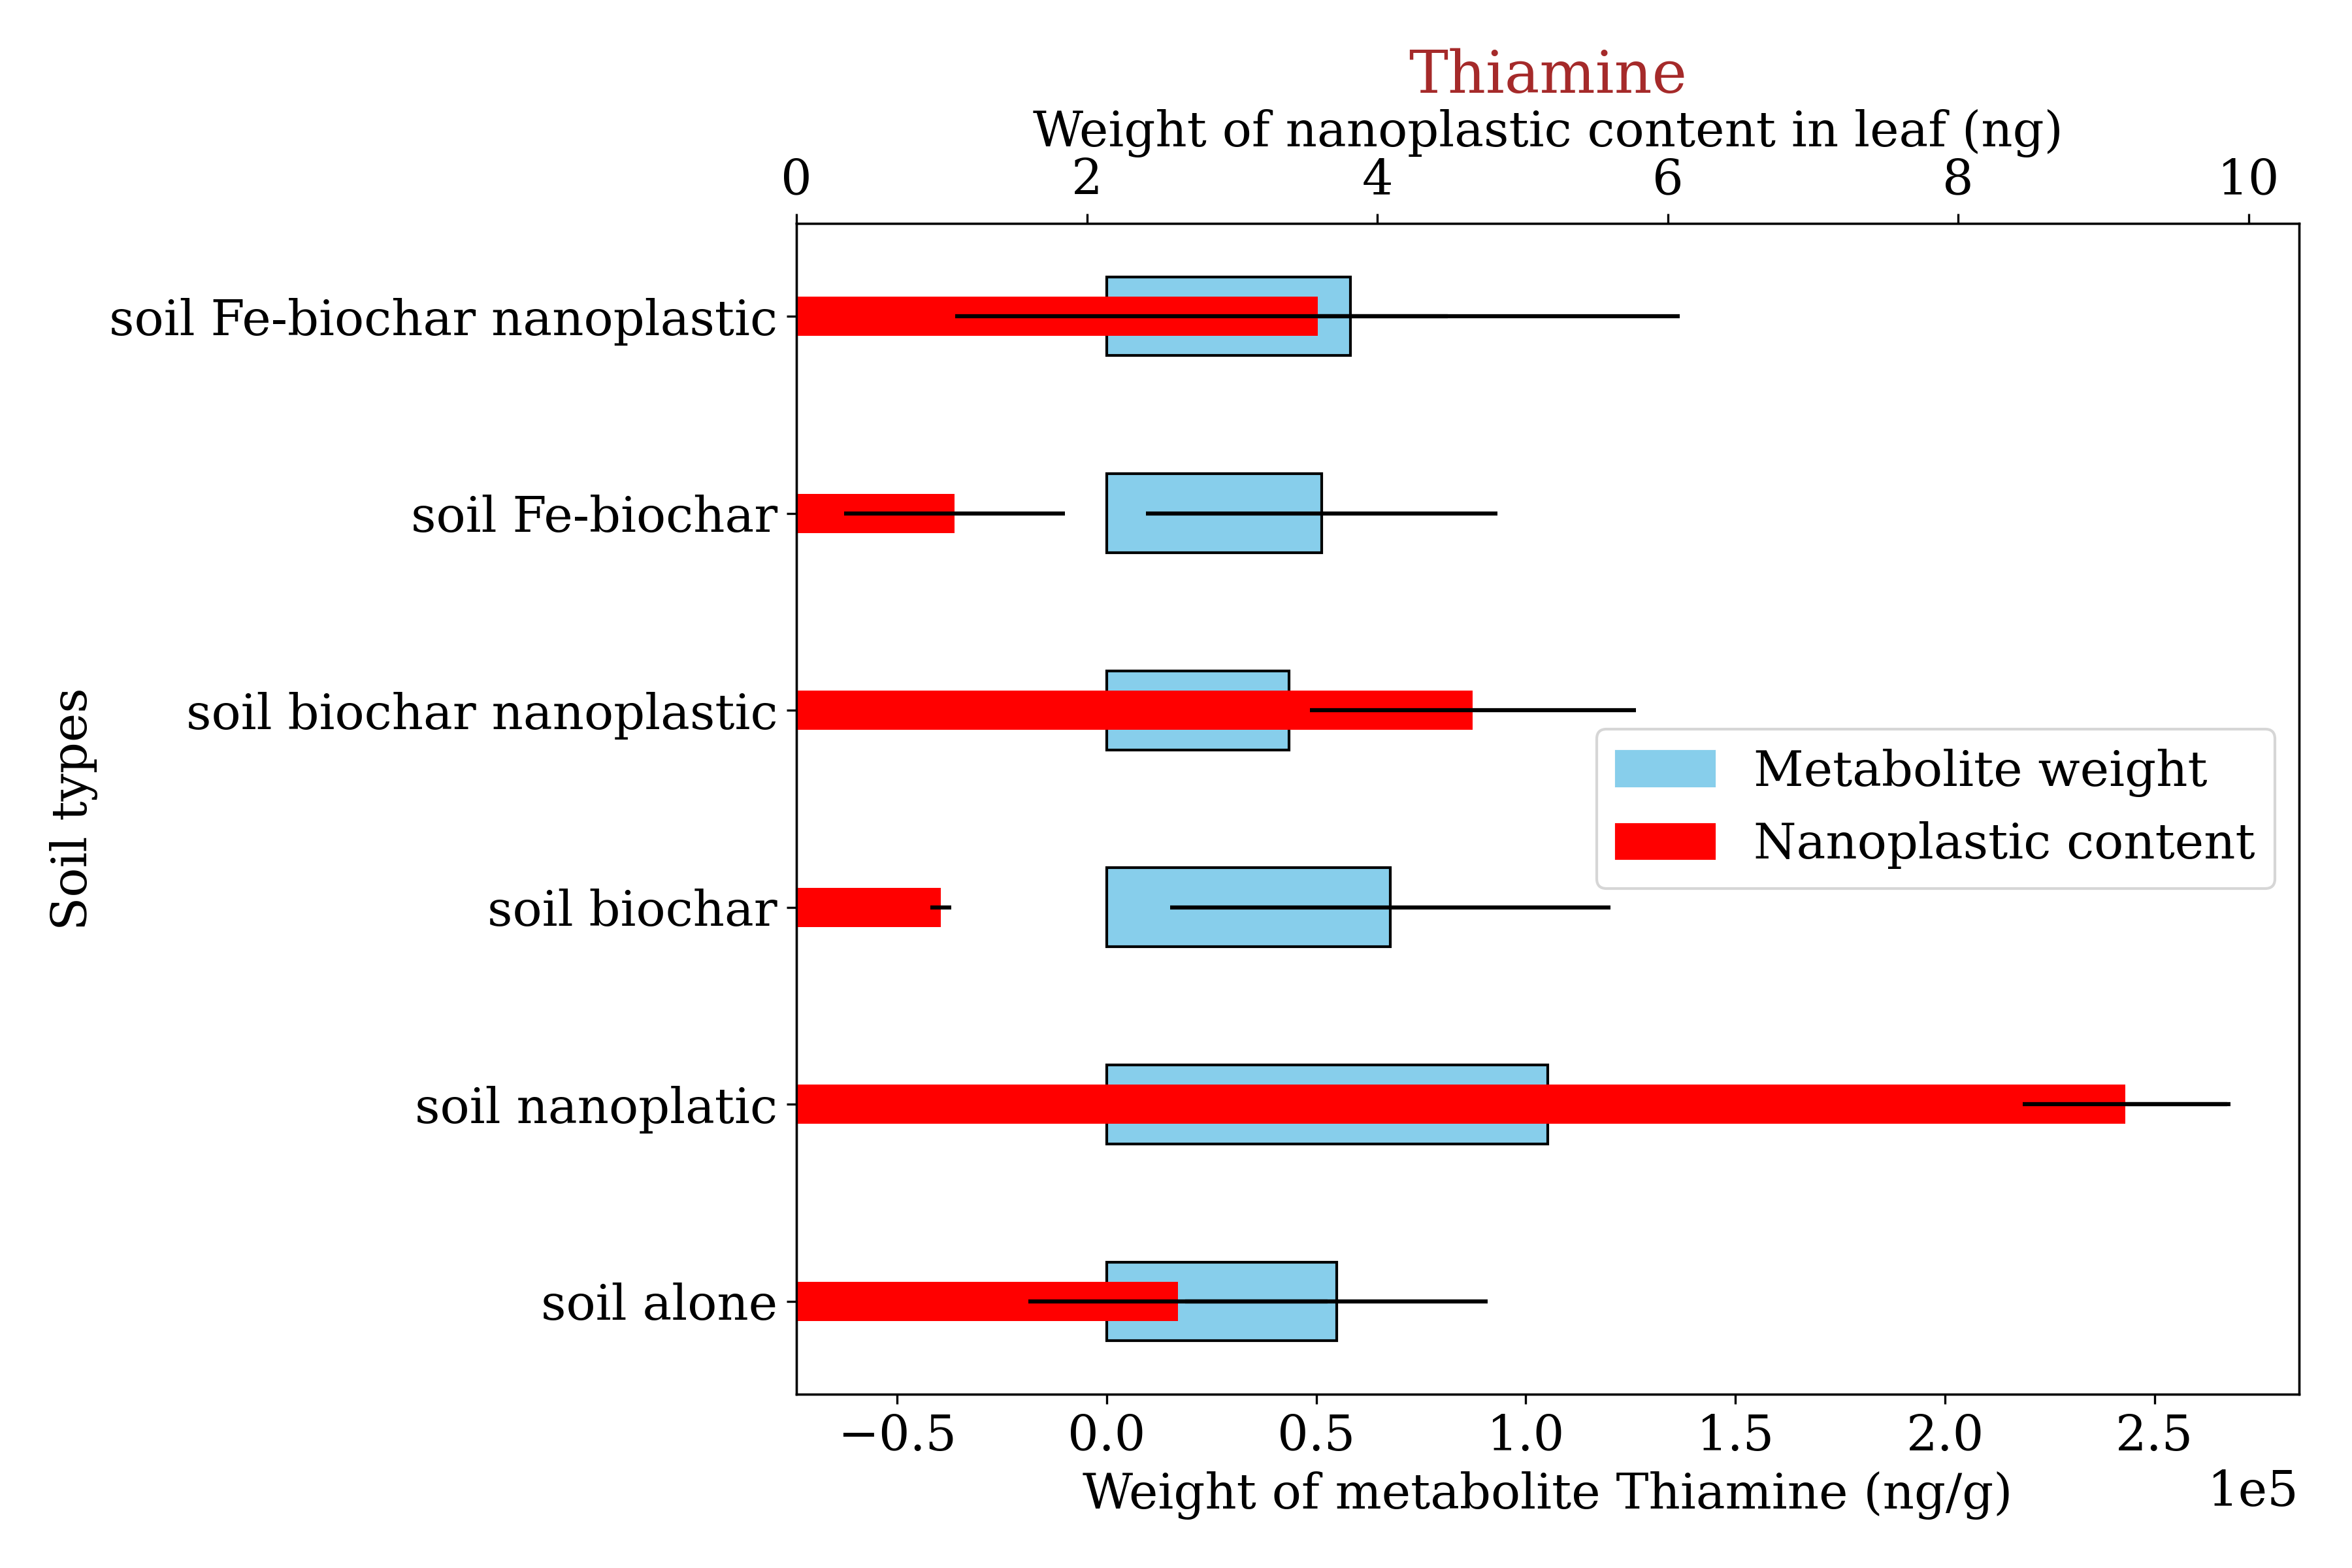 Thiamine
Weight of nanoplastic content in leaf (ng)
0 2 4 6 8 10
soil Fe-biochar nanoplastic
soil Fe-biochar
soil biochar nanoplastic
soil biochar
soil nanoplatic
soil alone
Soil types
Metabolite weight
Nanoplastic content
−0.5 0.0 0.5 1.0 1.5 2.0 2.5
Weight of metabolite Thiamine (ng/g)
1e5